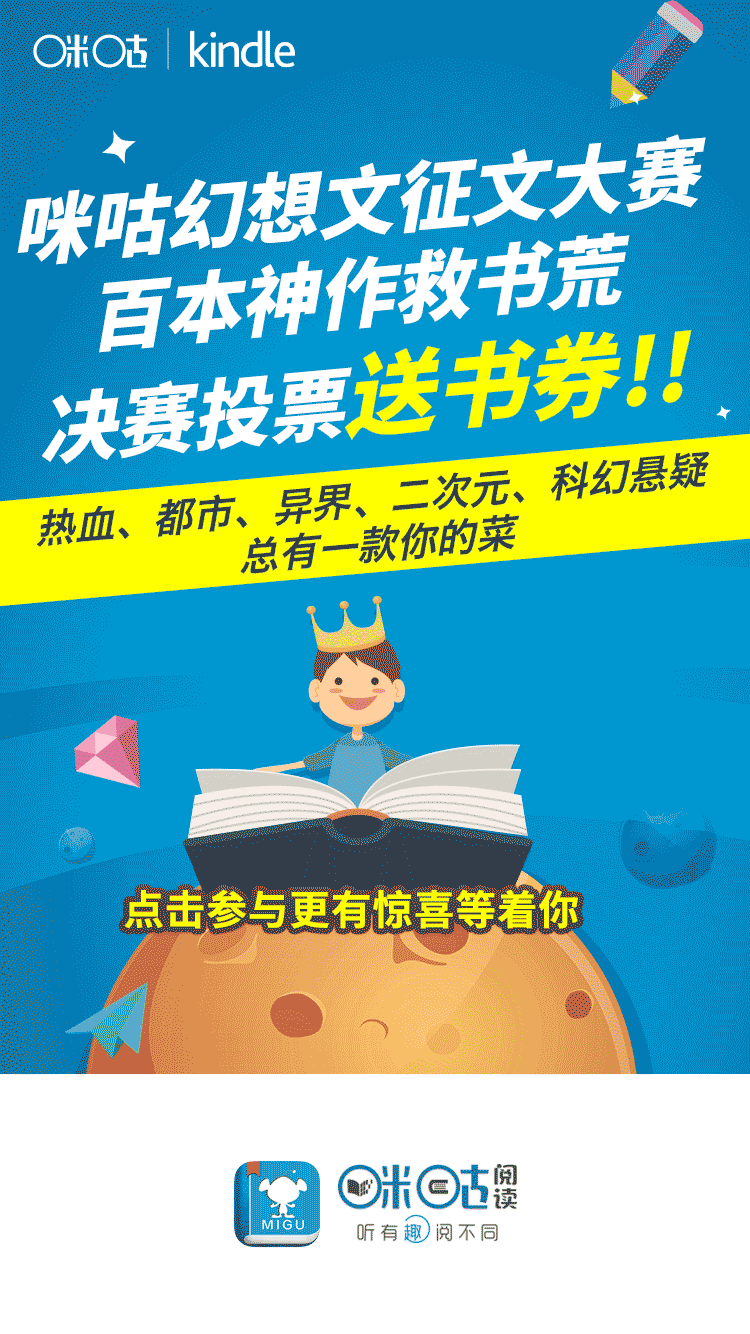 咪咕 | kindle
咪咕幻想文征文大赛
百本神作救书荒
决赛投票送书券!!
热血、都市、异界、二次元、科幻悬疑
总有一款你的菜
点击参与更有惊喜等着你
MIGU
咪咕阅读
听有趣 阅不同